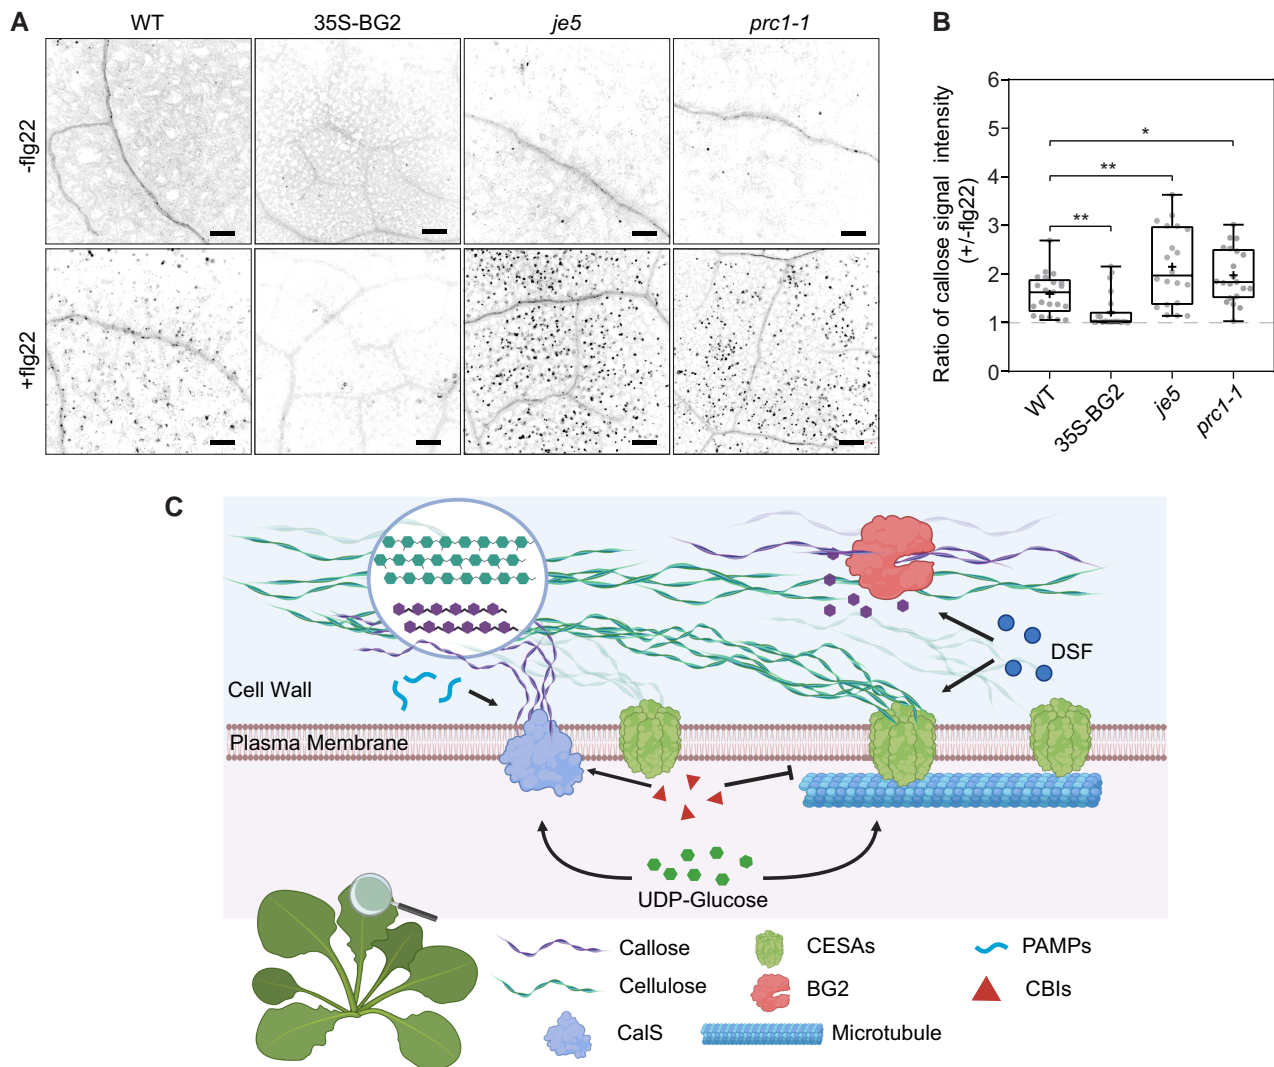 A
WT
35S-BG2
je5
prc1-1
-flg22
+flg22
B
Ratio of callose signal intensity
(+/-flg22)
6
5
4
3
2
1
0
*
**
**
WT
35S-BG2
je5
prc1-1
C
DSF
Cell Wall
Plasma Membrane
UDP-Glucose
Callose
CESAs
PAMPs
Cellulose
BG2
CBIs
CalS
Microtubule